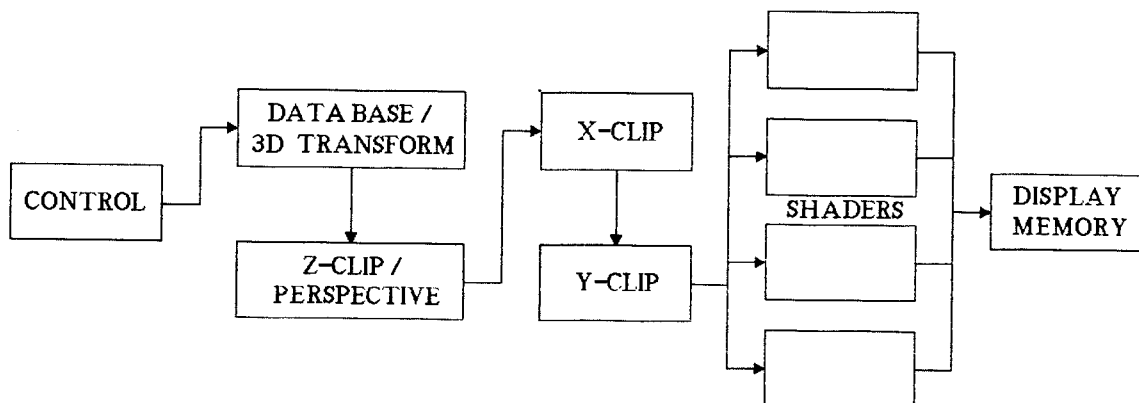 CONTROL
DATA BASE /
3D TRANSFORM
Z-CLIP /
PERSPECTIVE
X-CLIP
Y-CLIP
SHADERS
DISPLAY
MEMORY